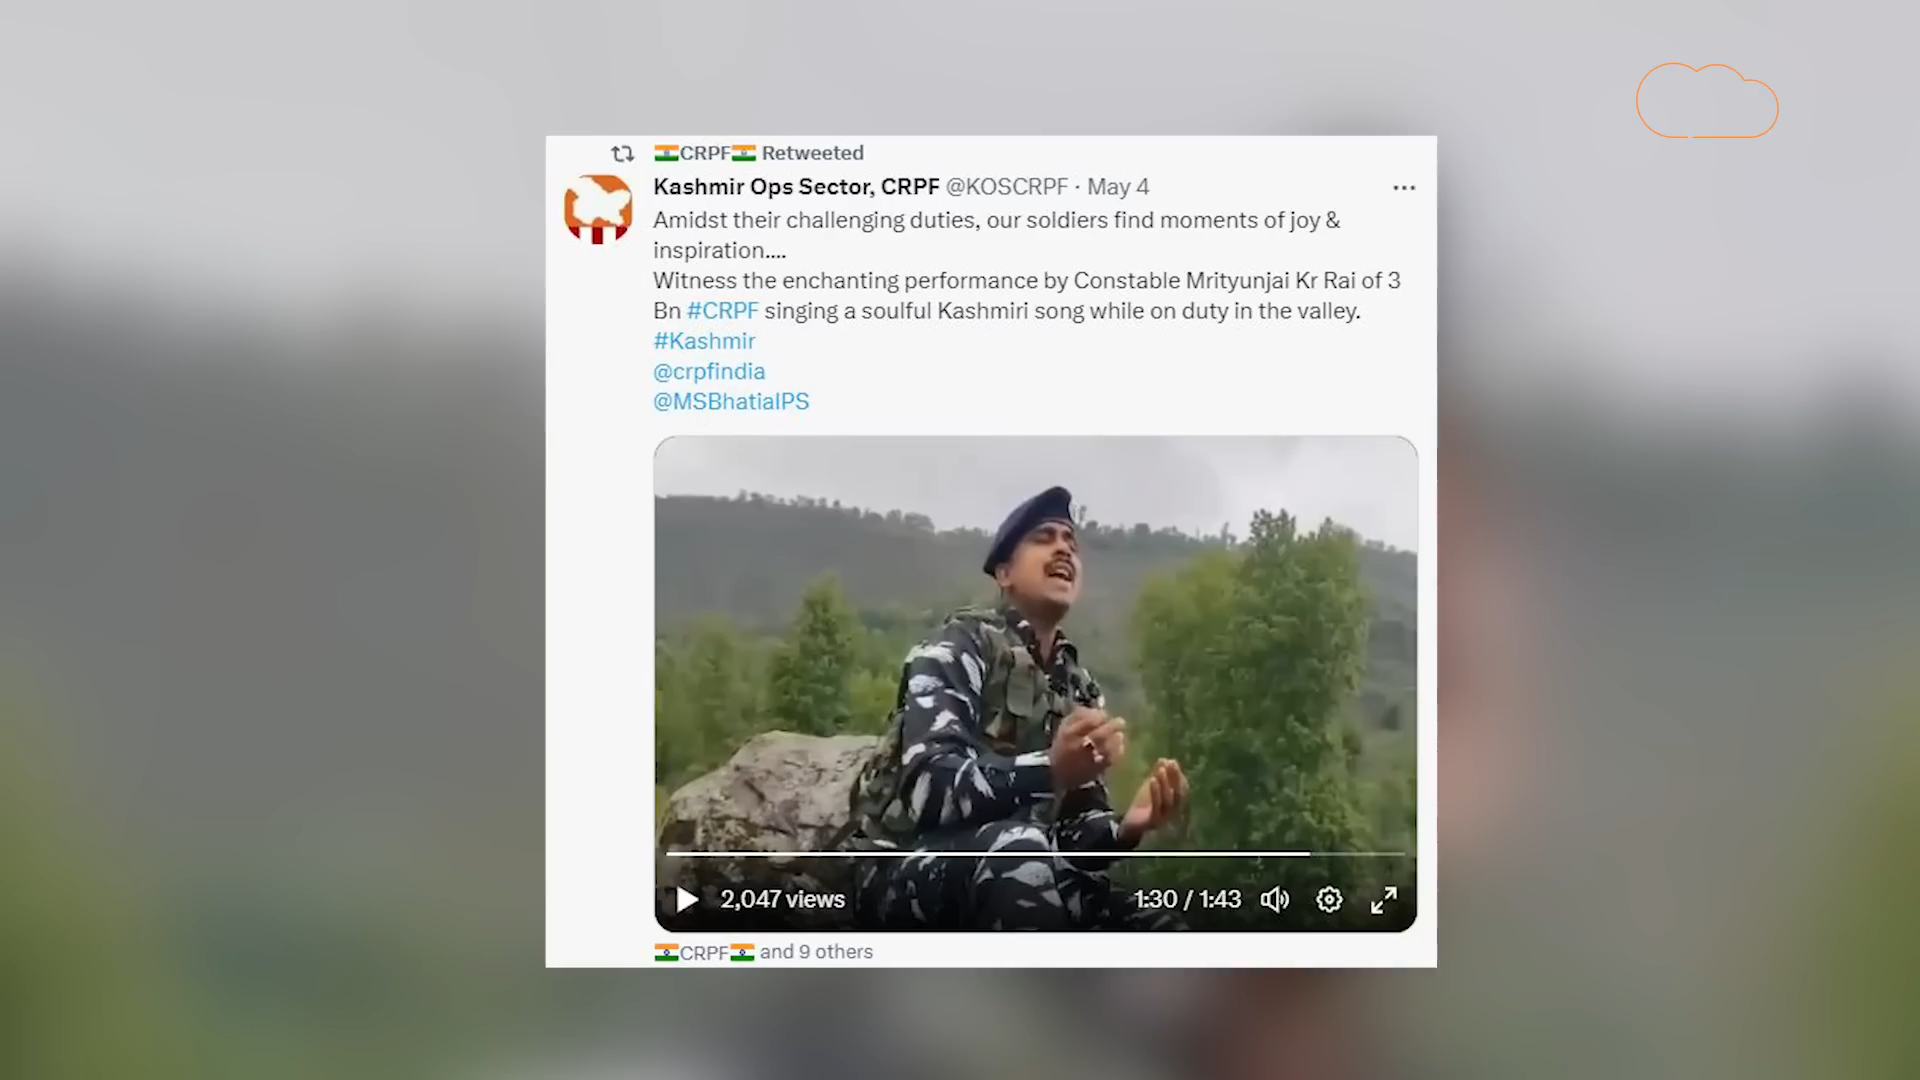 🇮🇳CRPF🇮🇳 Retweeted
Kashmir Ops Sector, CRPF @KOSCRPF · May 4
Amidst their challenging duties, our soldiers find moments of joy &
inspiration....
Witness the enchanting performance by Constable Mrityunjai Kr Rai of 3
Bn #CRPF singing a soulful Kashmiri song while on duty in the valley.
#Kashmir
@crpfindia
@MSBhatiaIPS
2,047 views
1:30 / 1:43
🇮🇳CRPF🇮🇳 and 9 others